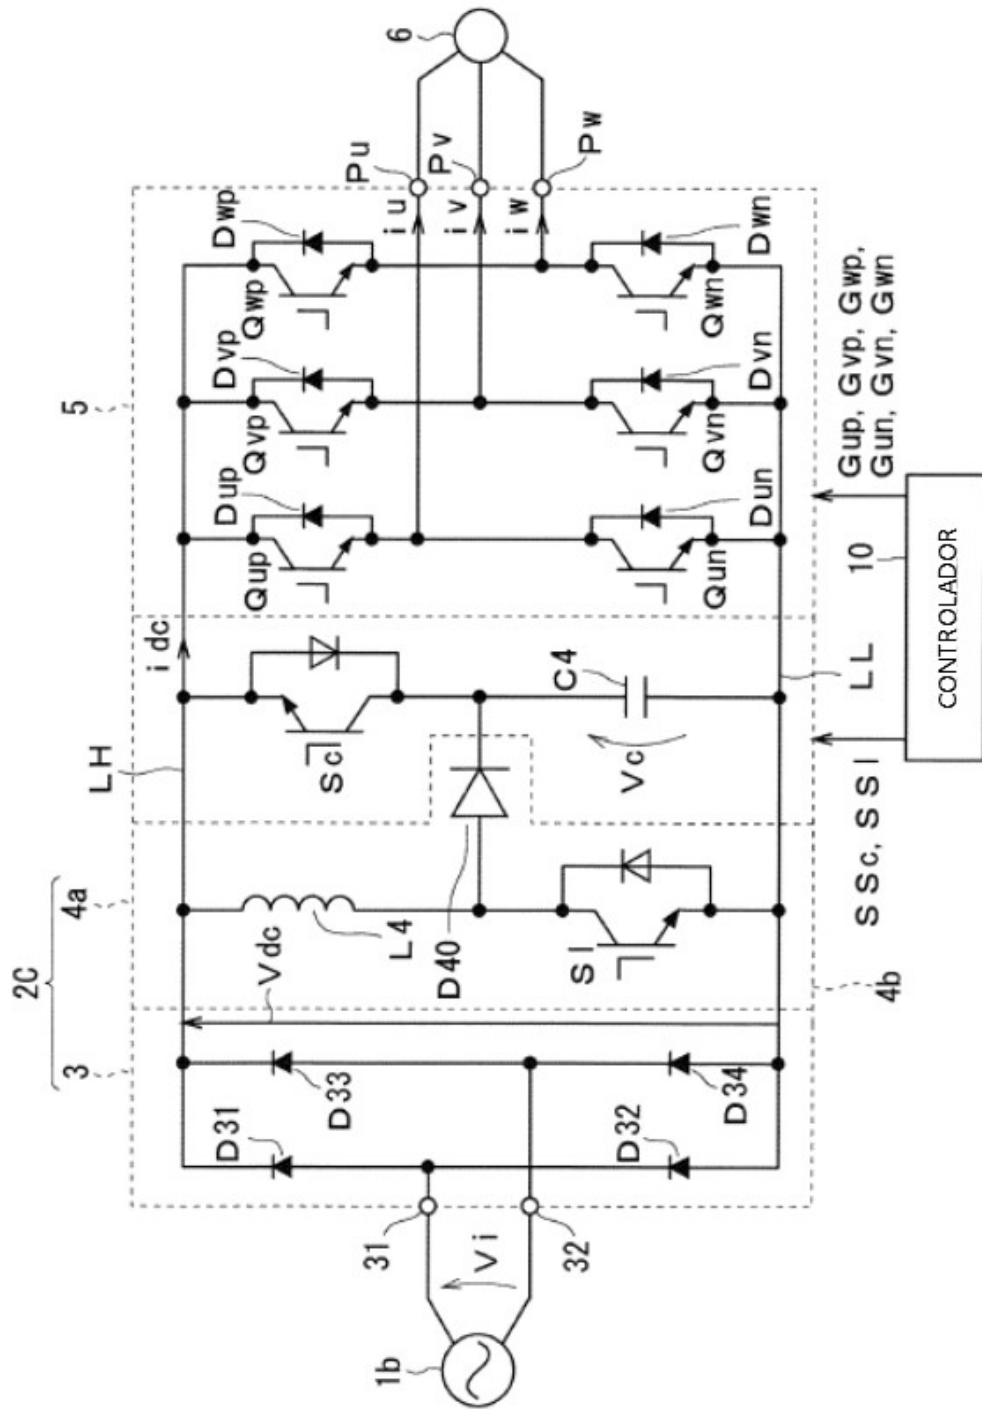 2C
3
4a
5
6
LH
idc
Pu
Pv
Pw
iu
iv
iw
Vdc
L4
D40
Sl
Sc
C4
Vc
D31
D33
D32
D34
Qup
Dup
Qvp
Dvp
Qwp
Dwp
Qun
Dun
Qvn
Dvn
Qwn
Dwn
31
32
Vi
1b
4b
LL
10
SSc, SSl
Gup, Gvp, Gwp,
Gun, Gvn, Gwn
CONTROLADOR